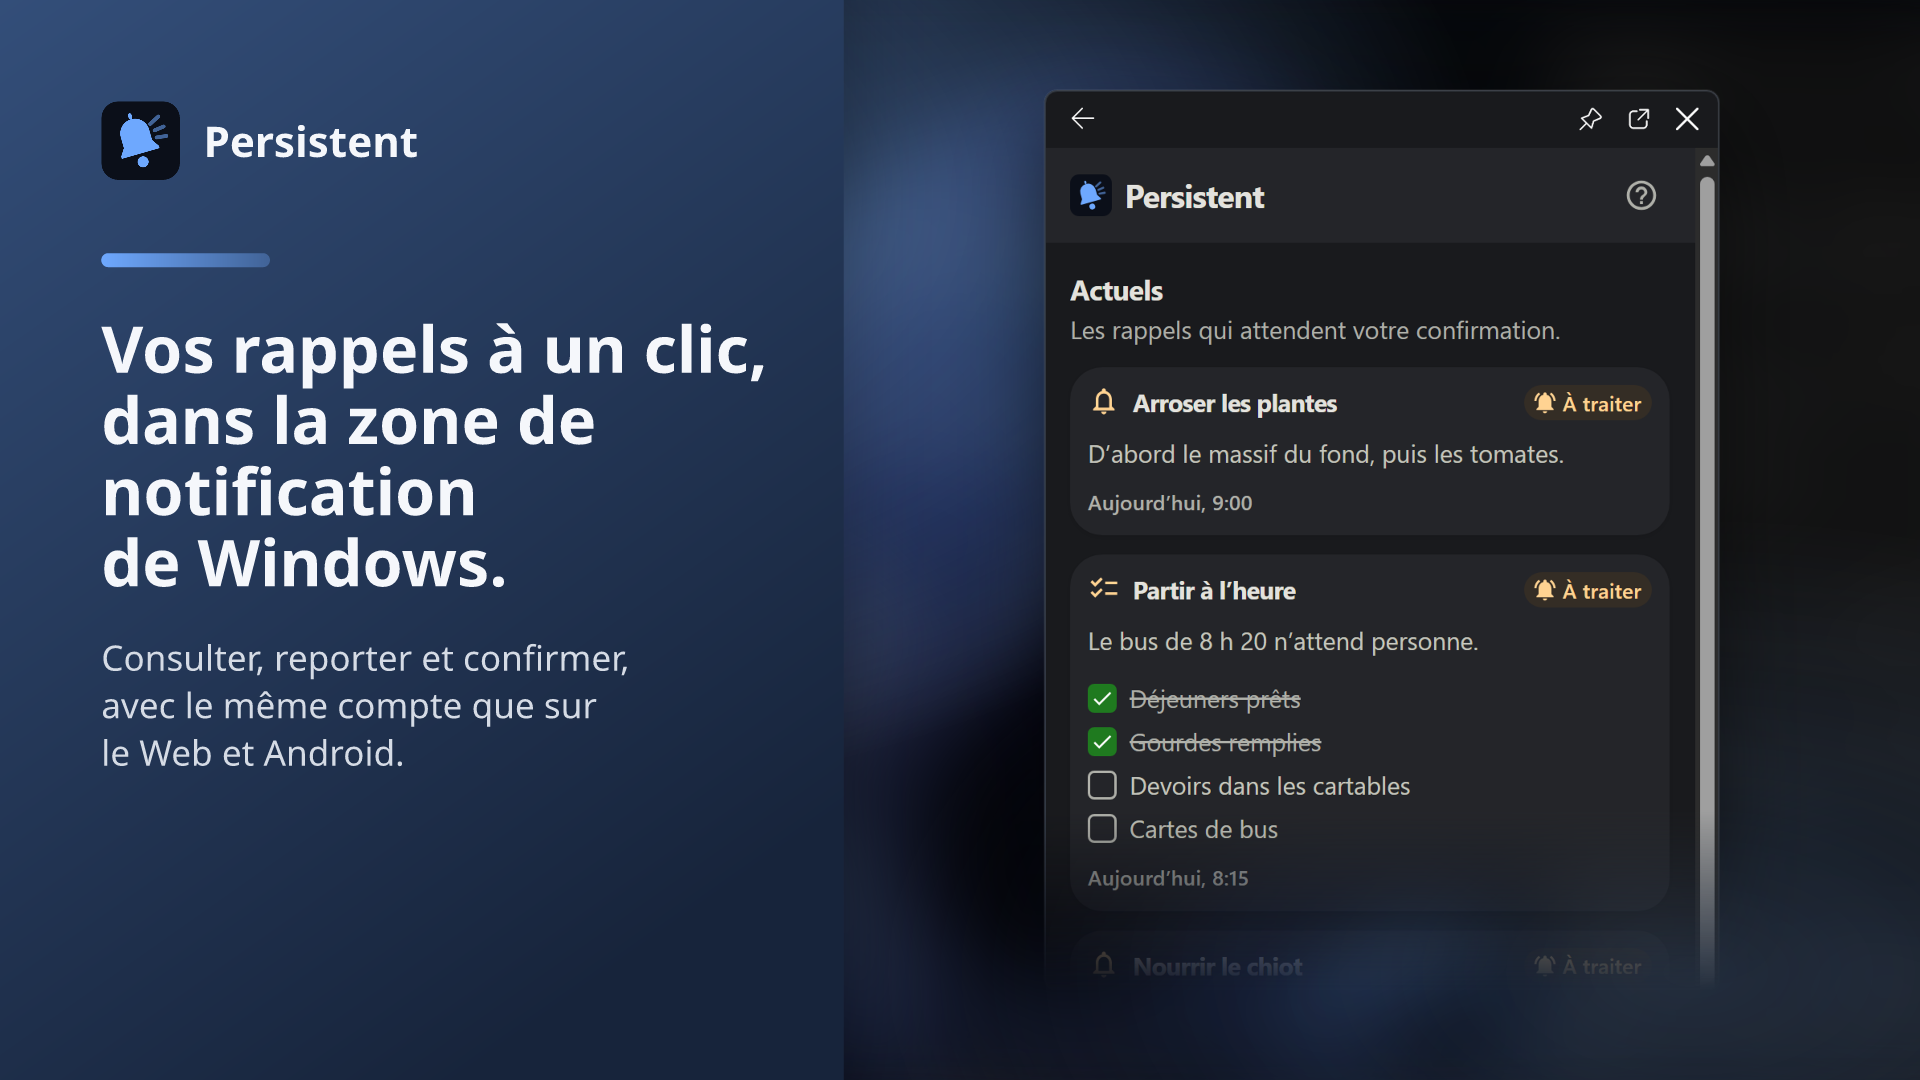 Persistent
Vos rappels à un clic,
dans la zone de
notification
de Windows.
Consulter, reporter et confirmer,
avec le même compte que sur
le Web et Android.
Persistent
Actuels
Les rappels qui attendent votre confirmation.
Arroser les plantes
À traiter
D’abord le massif du fond, puis les tomates.
Aujourd’hui, 9:00
Partir à l’heure
À traiter
Le bus de 8 h 20 n’attend personne.
Déjeuners prêts
Gourdes remplies
Devoirs dans les cartables
Cartes de bus
Aujourd’hui, 8:15
Nourrir le chiot
À traiter